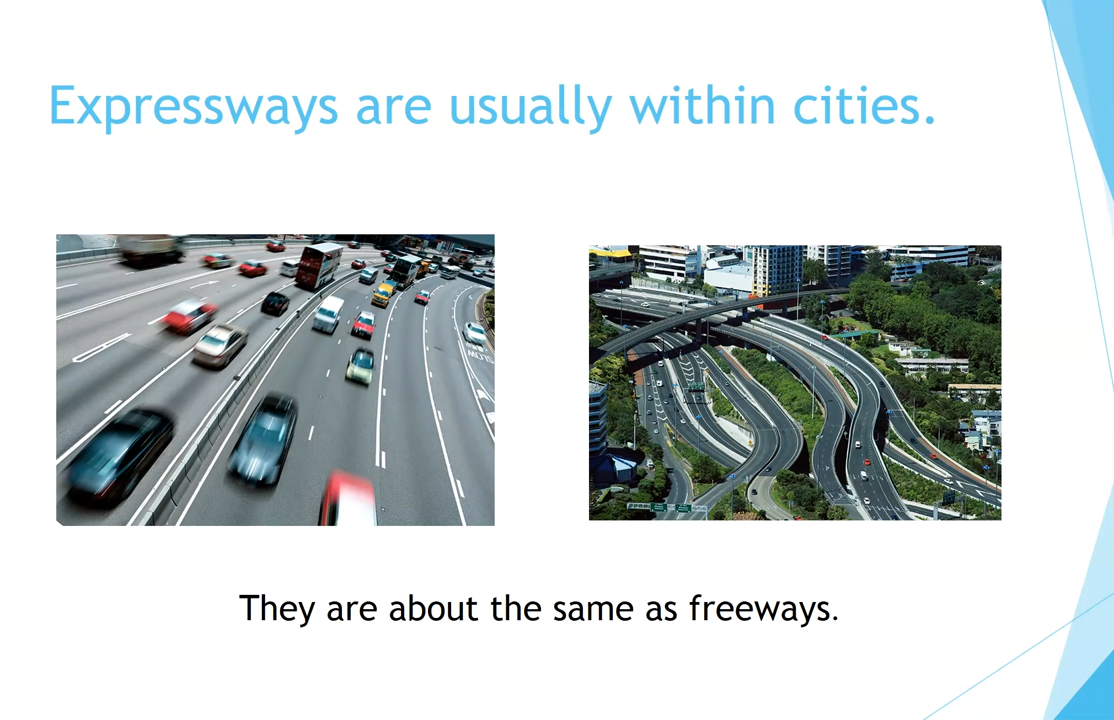 Expressways are usually within cities.
They are about the same as freeways.